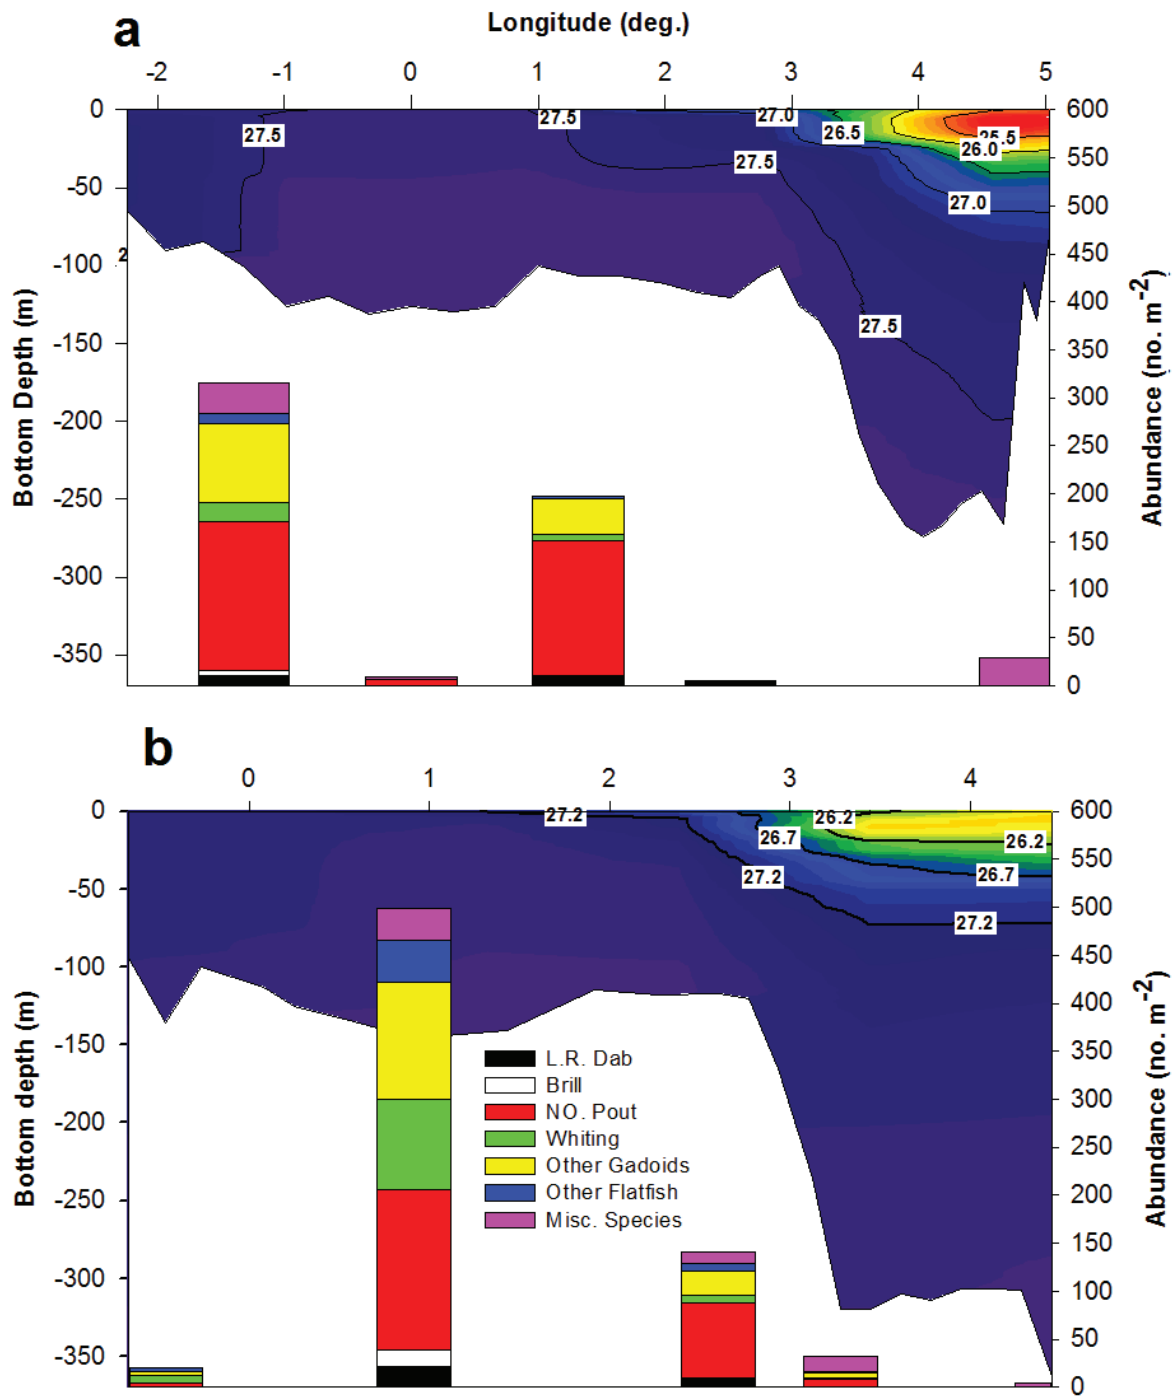 a
Longitude (deg.)
-2 -1 0 1 2 3 4 5
0 -50 -100 -150 -200 -250 -300 -350
Bottom Depth (m)
600 550 500 450 400 350 300 250 200 150 100 50 0
Abundance (no. m-2)
27.5 27.5 27.0 26.5 25.5 26.0
27.5
27.0
2
27.5
b
0 1 2 3 4
0 -50 -100 -150 -200 -250 -300 -350
Bottom depth (m)
600 550 500 450 400 350 300 250 200 150 100 50 0
Abundance (no. m-2)
27.2 26.2
26.7 26.2
27.2 26.7
27.2
L.R. Dab
Brill
NO. Pout
Whiting
Other Gadoids
Other Flatfish
Misc. Species